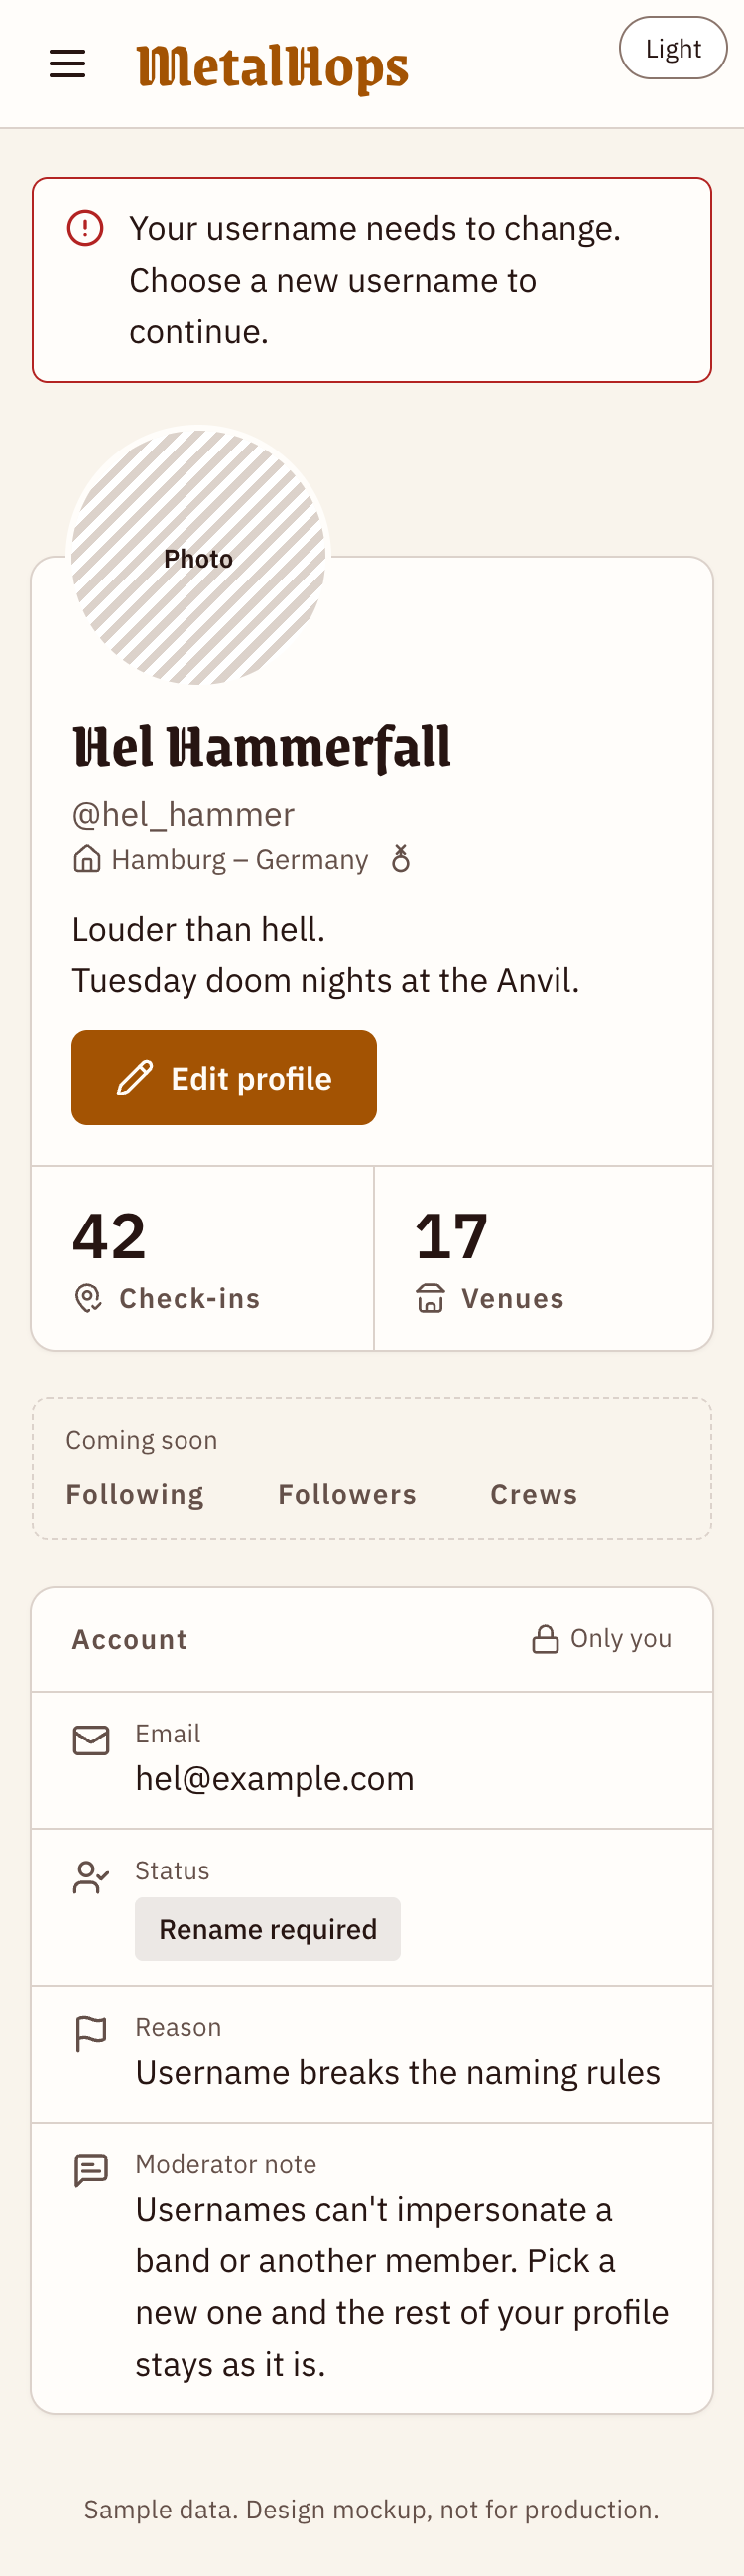 MetalHops
Light
Your username needs to change.
Choose a new username to
continue.
Photo
Hel Hammerfall
@hel_hammer
Hamburg – Germany
Louder than hell.
Tuesday doom nights at the Anvil.
Edit profile
42
Check-ins
17
Venues
Coming soon
Following Followers Crews
Account
Only you
Email
hel@example.com
Status
Rename required
Reason
Username breaks the naming rules
Moderator note
Usernames can't impersonate a
band or another member. Pick a
new one and the rest of your profile
stays as it is.
Sample data. Design mockup, not for production.